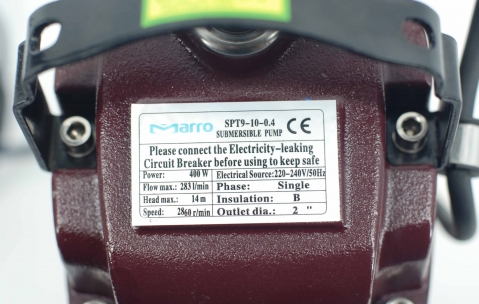 Marro SPT9-10-0.4 CE
SUBMERSIBLE PUMP
Please connect the Electricity-leaking
Circuit Breaker before using to keep safe
Power: 400 W Electrical Source: 220-240V/50Hz
Flow max.: 283 l/min Phase: Single
Head max.: 14 m Insulation: B
Speed: 2860 r/min Outlet dia.: 2 "